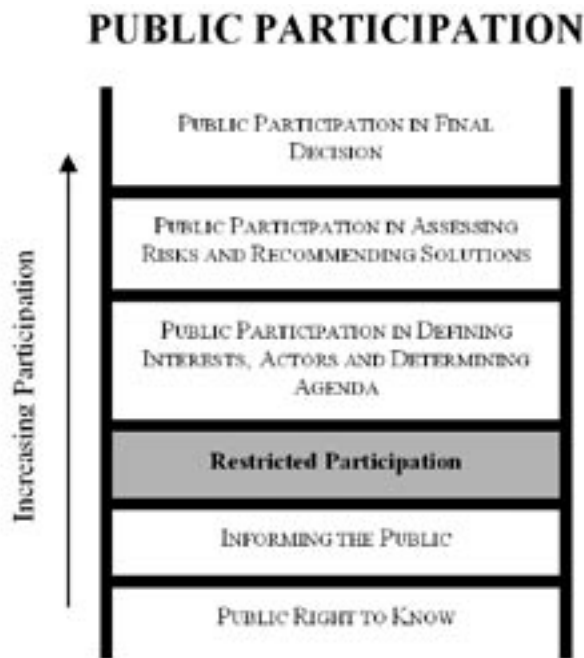 PUBLIC PARTICIPATION
PUBLIC PARTICIPATION IN FINAL
DECISION
PUBLIC PARTICIPATION IN ASSESSING
RISKS AND RECOMMENDING SOLUTIONS
PUBLIC PARTICIPATION IN DEFINING
INTERESTS, ACTORS AND DETERMINING
AGENDA
Restricted Participation
INFORMING THE PUBLIC
PUBLIC RIGHT TO KNOW
Increasing Participation